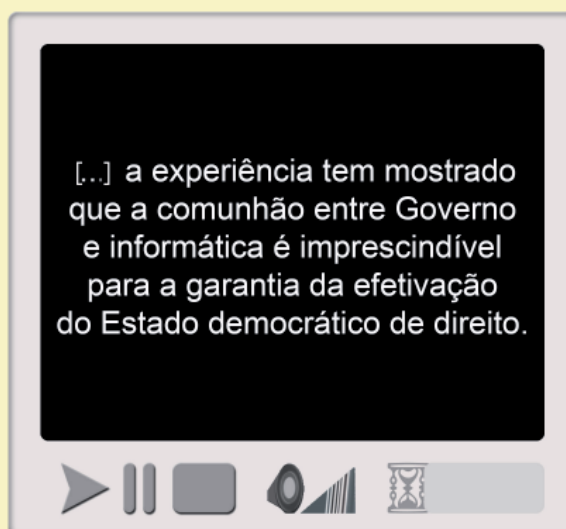 [...] a experiência tem mostrado
que a comunhão entre Governo
e informática é imprescindível
para a garantia da efetivação
do Estado democrático de direito.